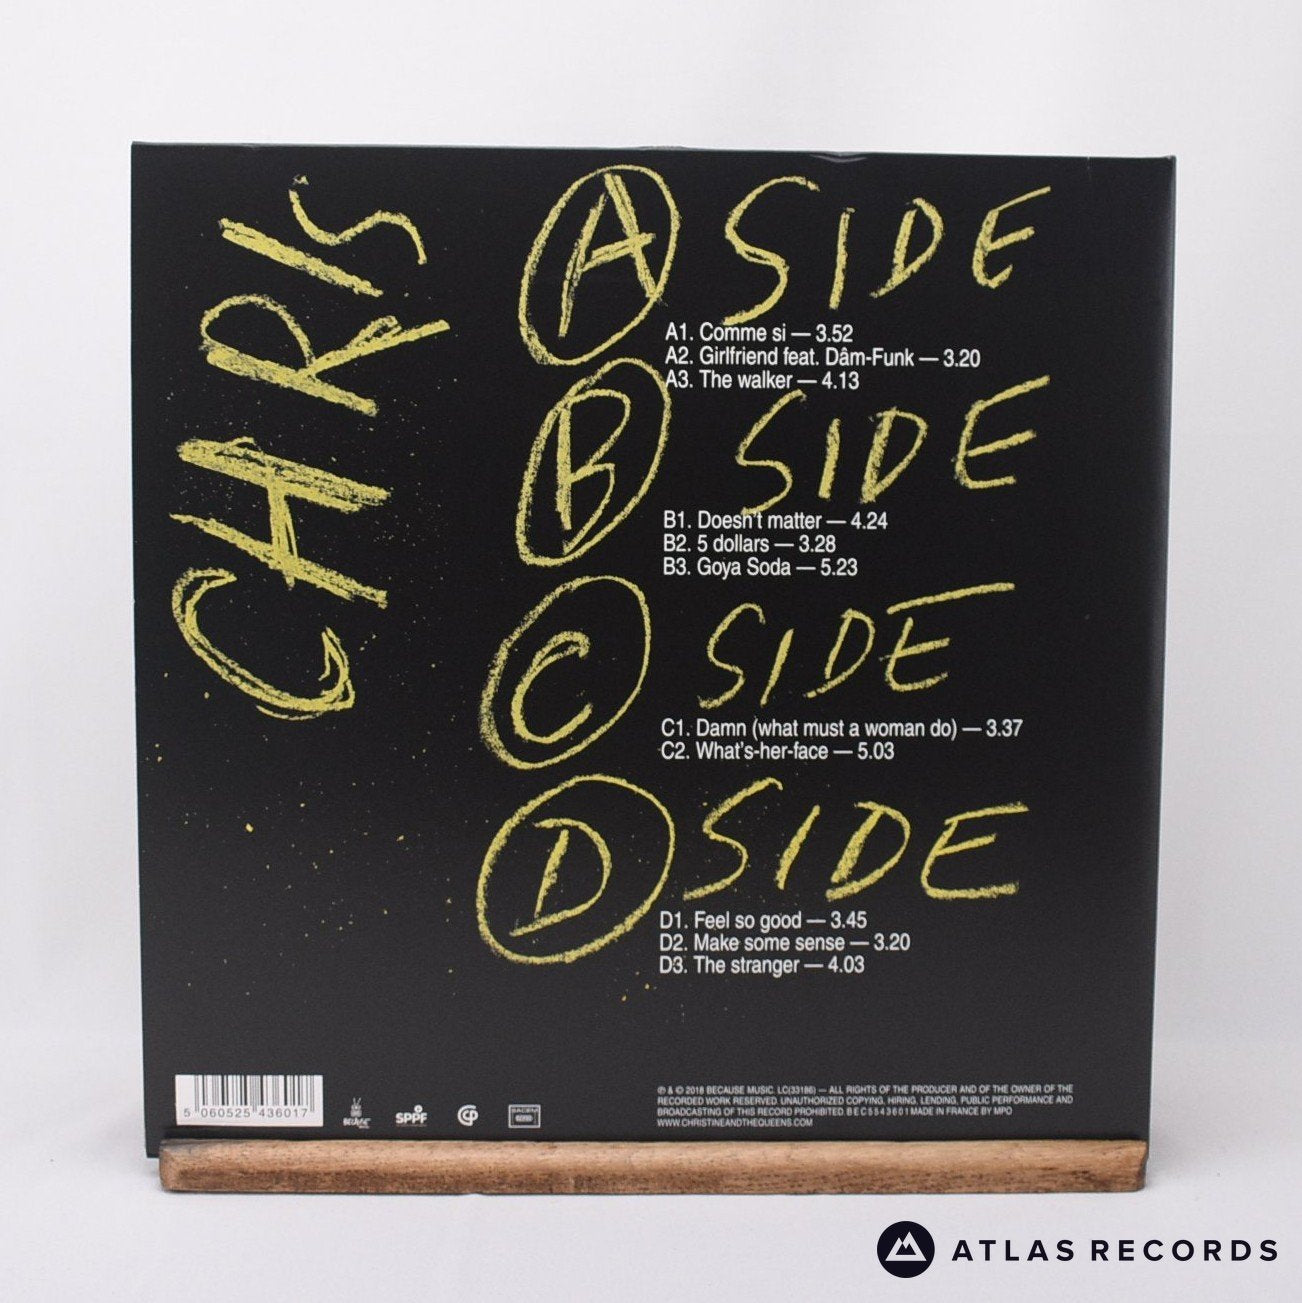 CHRIS
A SIDE
A1. Comme si — 3.52
A2. Girlfriend feat. Dâm-Funk — 3.20
A3. The walker — 4.13
B SIDE
B1. Doesn't matter — 4.24
B2. 5 dollars — 3.28
B3. Goya Soda — 5.23
C SIDE
C1. Damn (what must a woman do) — 3.37
C2. What's-her-face — 5.03
D SIDE
D1. Feel so good — 3.45
D2. Make some sense — 3.20
D3. The stranger — 4.03
5 060525 436017
BECAUSE
SPPF
SACEM
℗ & © 2018 BECAUSE MUSIC. LC(33186) — ALL RIGHTS OF THE PRODUCER AND OF THE OWNER OF THE
RECORDED WORK RESERVED. UNAUTHORIZED COPYING, HIRING, LENDING, PUBLIC PERFORMANCE AND
BROADCASTING OF THIS RECORD PROHIBITED. BEC5543601 MADE IN FRANCE BY MPO
WWW.CHRISTINEANDTHEQUEENS.COM
ATLAS RECORDS